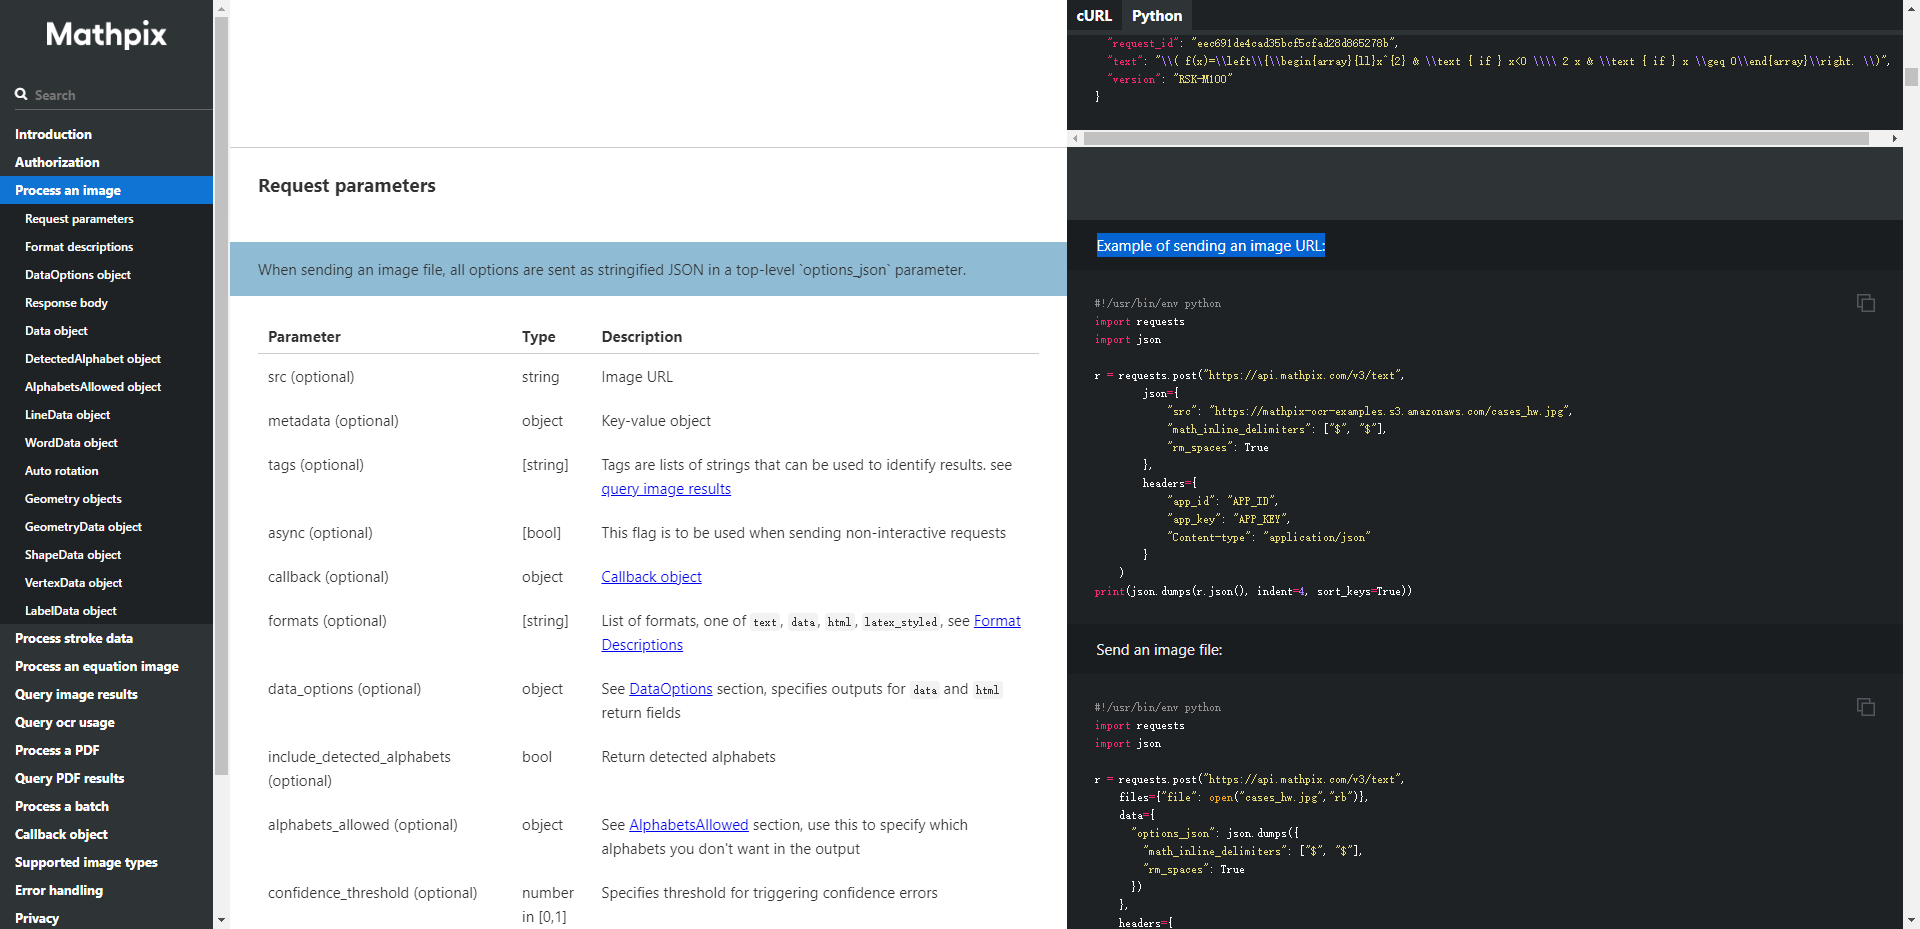 Mathpix
Search
Introduction
Authorization
Process an image
Request parameters
Format descriptions
DataOptions object
Response body
Data object
DetectedAlphabet object
AlphabetsAllowed object
LineData object
WordData object
Auto rotation
Geometry objects
GeometryData object
ShapeData object
VertexData object
LabelData object
Process stroke data
Process an equation image
Query image results
Query ocr usage
Process a PDF
Query PDF results
Process a batch
Callback object
Supported image types
Error handling
Privacy
Request parameters
When sending an image file, all options are sent as stringified JSON in a top-level `options_json` parameter.
Parameter Type Description
src (optional) string Image URL
metadata (optional) object Key-value object
tags (optional) [string] Tags are lists of strings that can be used to identify results. see
query image results
async (optional) [bool] This flag is to be used when sending non-interactive requests
callback (optional) object Callback object
formats (optional) [string] List of formats, one of text, data, html, latex_styled, see Format
Descriptions
data_options (optional) object See DataOptions section, specifies outputs for data and html
return fields
include_detected_alphabets bool Return detected alphabets
(optional)
alphabets_allowed (optional) object See AlphabetsAllowed section, use this to specify which
alphabets you don't want in the output
confidence_threshold (optional) number Specifies threshold for triggering confidence errors
in [0,1]
cURL Python
"request_id": "eec691de4cad35bcf5cfad28d865278b",
"text": "\\( f(x)=\\left\\{\\begin{array}{ll}x^{2} & \\text { if } x<0 \\\\ 2 x & \\text { if } x \\geq 0\\end{array}\\right. \\)",
"version": "RSK-M100"
}
Example of sending an image URL:
#!/usr/bin/env python
import requests
import json
r = requests.post("https://api.mathpix.com/v3/text",
json={
"src": "https://mathpix-ocr-examples.s3.amazonaws.com/cases_hw.jpg",
"math_inline_delimiters": ["$", "$"],
"rm_spaces": True
},
headers={
"app_id": "APP_ID",
"app_key": "APP_KEY",
"Content-type": "application/json"
}
)
print(json.dumps(r.json(), indent=4, sort_keys=True))
Send an image file:
#!/usr/bin/env python
import requests
import json
r = requests.post("https://api.mathpix.com/v3/text",
files={"file": open("cases_hw.jpg","rb")},
data={
"options_json": json.dumps({
"math_inline_delimiters": ["$", "$"],
"rm_spaces": True
})
},
headers={